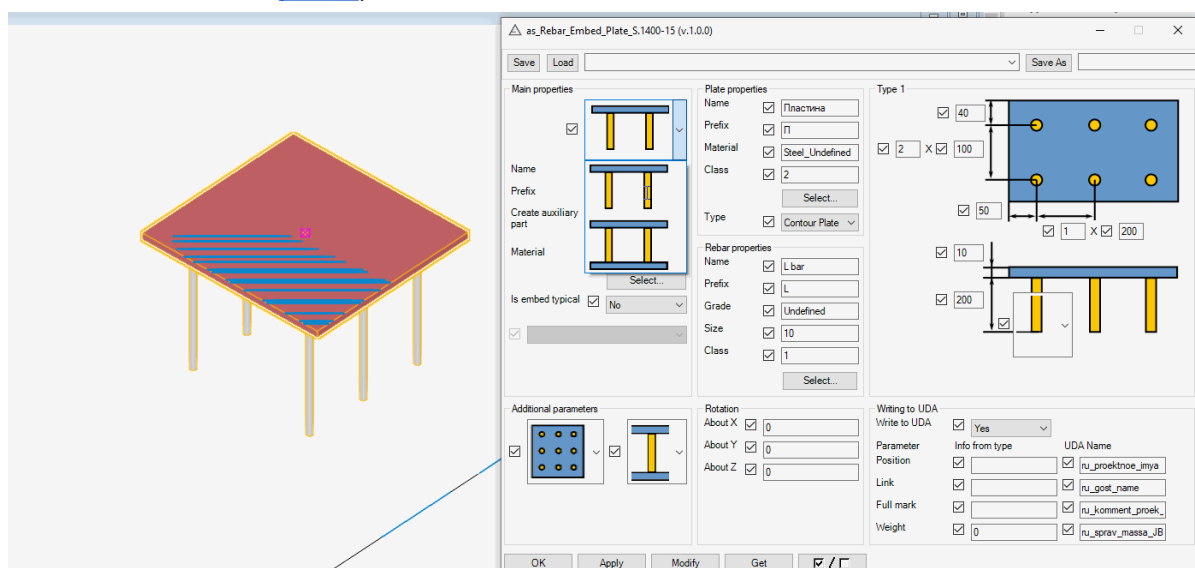 as_Rebar_Embed_Plate_S.1400-15 (v.1.0.0)
Save Load Save As
Main properties
Name
Prefix
Create auxiliary
part
Material
Select...
Is embed typical No
Plate properties
Name Пластина
Prefix П
Material Steel_Undefined
Class 2
Select...
Type Contour Plate
Rebar properties
Name L bar
Prefix L
Grade Undefined
Size 10
Class 1
Select...
Type 1
40
2 X 100
50
1 X 200
10
200
Additional parameters
Rotation
About X 0
About Y 0
About Z 0
Writing to UDA
Write to UDA Yes
Parameter Info from type UDA Name
Position ru_proektnoe_imya
Link ru_gost_name
Full mark ru_komment_proek_
Weight 0 ru_sprav_massa_JB
OK Apply Modify Get